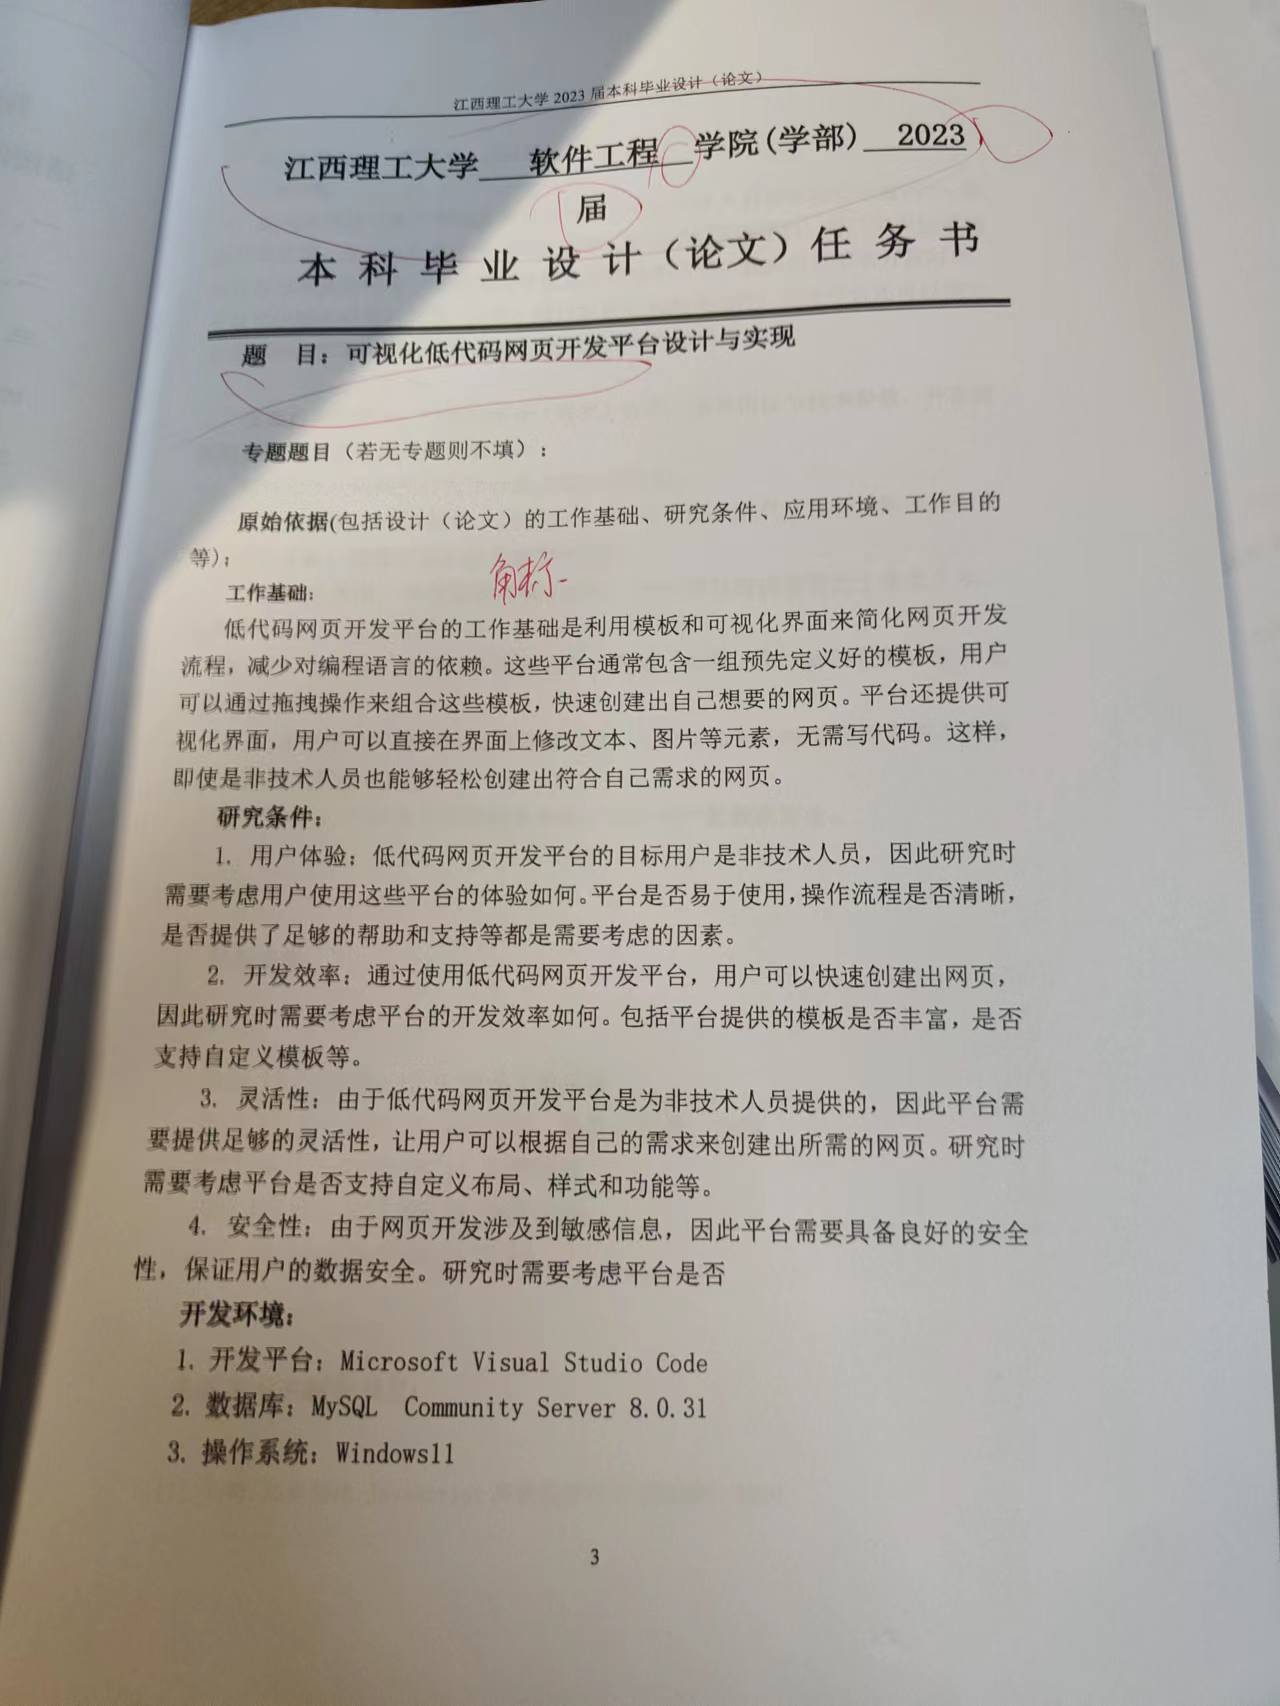 江西理工大学 2023 届本科毕业设计（论文）
江西理工大学 软件工程 学院(学部) 2023
届
本科毕业设计（论文）任务书
题 目：可视化低代码网页开发平台设计与实现
专题题目（若无专题则不填）：
原始依据(包括设计（论文）的工作基础、研究条件、应用环境、工作目的
等)：
角标
工作基础：
低代码网页开发平台的工作基础是利用模板和可视化界面来简化网页开发
流程，减少对编程语言的依赖。这些平台通常包含一组预先定义好的模板，用户
可以通过拖拽操作来组合这些模板，快速创建出自己想要的网页。平台还提供可
视化界面，用户可以直接在界面上修改文本、图片等元素，无需写代码。这样，
即使是非技术人员也能够轻松创建出符合自己需求的网页。
研究条件：
1. 用户体验：低代码网页开发平台的目标用户是非技术人员，因此研究时
需要考虑用户使用这些平台的体验如何。平台是否易于使用，操作流程是否清晰，
是否提供了足够的帮助和支持等都是需要考虑的因素。
2. 开发效率：通过使用低代码网页开发平台，用户可以快速创建出网页，
因此研究时需要考虑平台的开发效率如何。包括平台提供的模板是否丰富，是否
支持自定义模板等。
3. 灵活性：由于低代码网页开发平台是为非技术人员提供的，因此平台需
要提供足够的灵活性，让用户可以根据自己的需求来创建出所需的网页。研究时
需要考虑平台是否支持自定义布局、样式和功能等。
4. 安全性：由于网页开发涉及到敏感信息，因此平台需要具备良好的安全
性，保证用户的数据安全。研究时需要考虑平台是否
开发环境：
1. 开发平台：Microsoft Visual Studio Code
2. 数据库：MySQL Community Server 8.0.31
3. 操作系统：Windows11
3